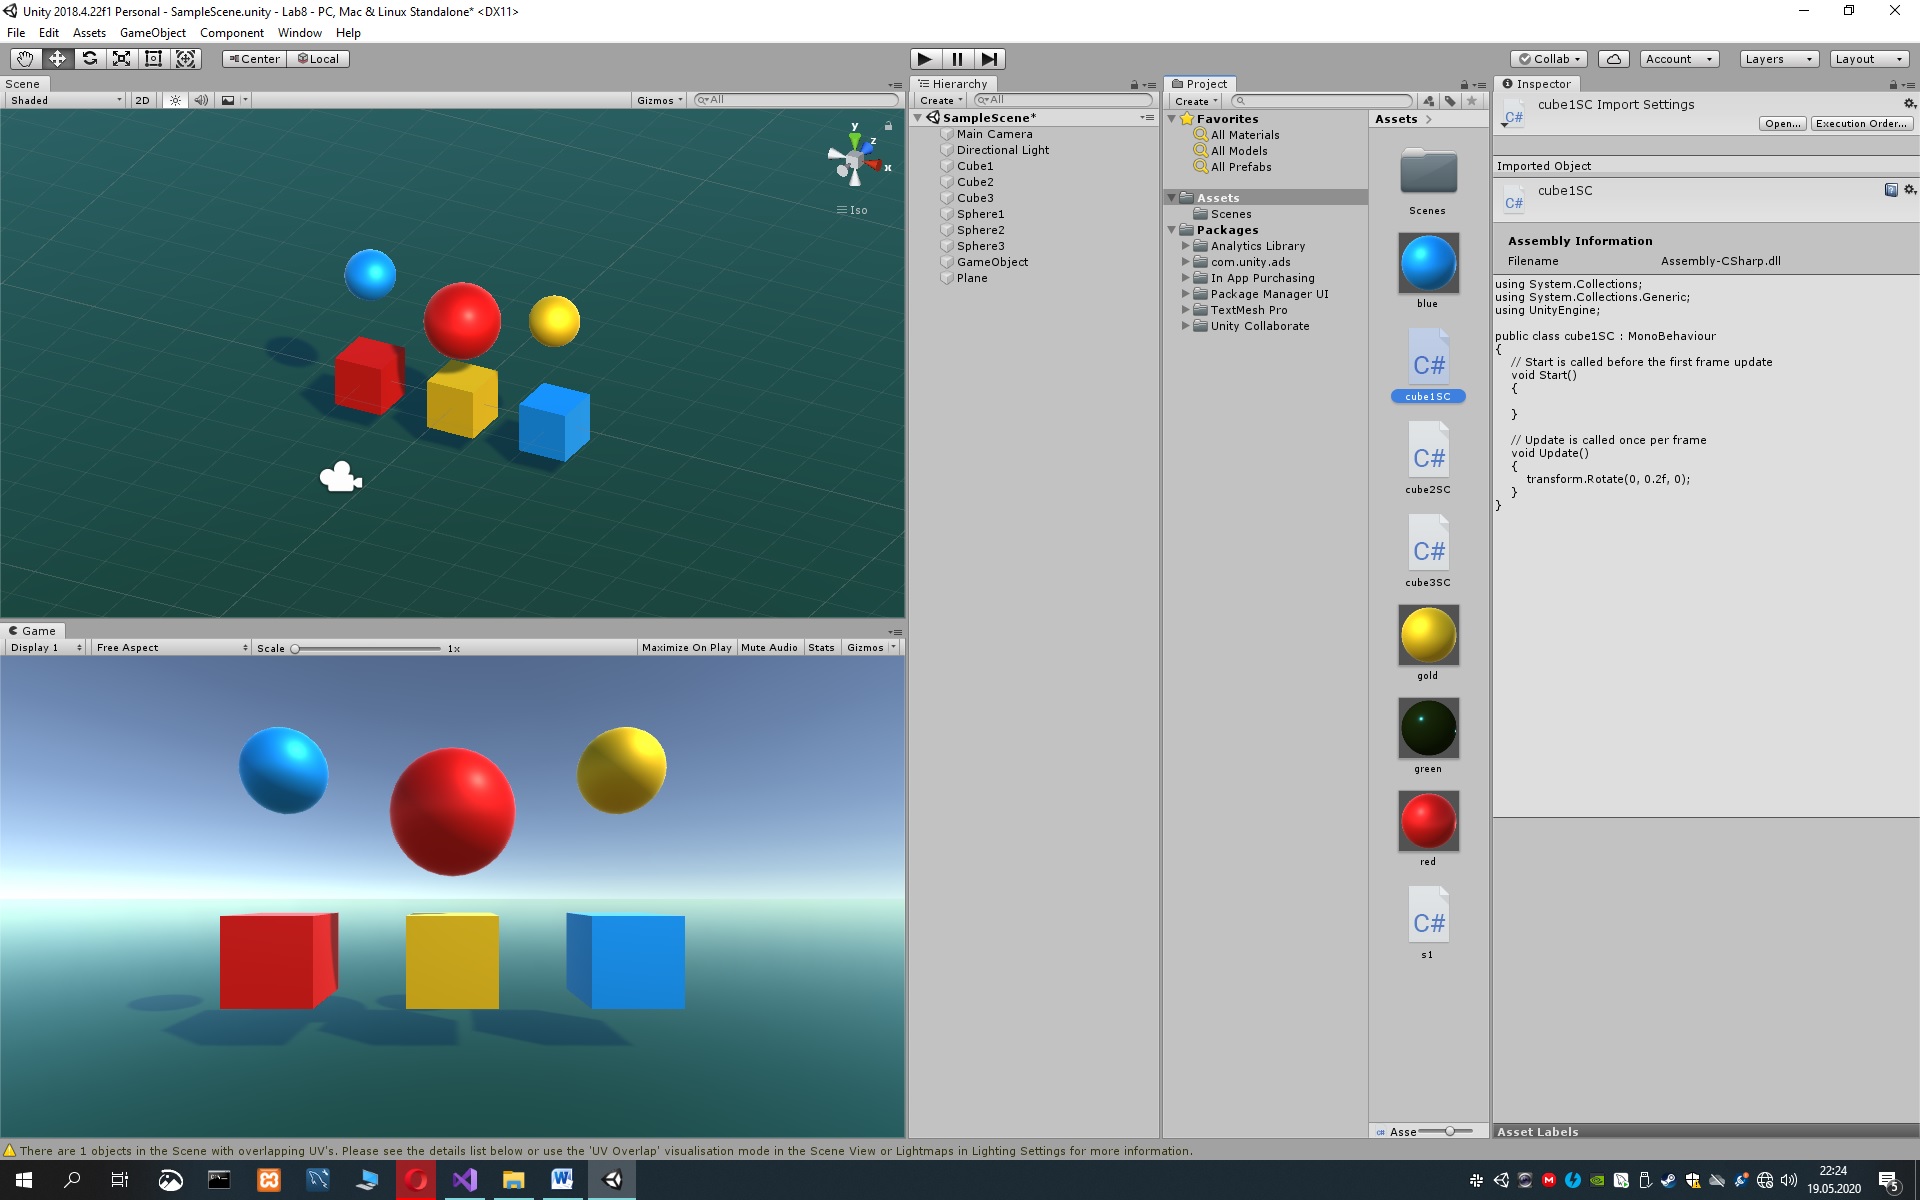 Unity 2018.4.22f1 Personal - SampleScene.unity - Lab8 - PC, Mac & Linux Standalone* <DX11>
File Edit Assets GameObject Component Window Help
Center Local
Collab Account Layers Layout
Scene
Shaded 2D Gizmos All
y
z
x
Iso
Game
Display 1 Free Aspect Scale 1x Maximize On Play Mute Audio Stats Gizmos
Hierarchy
Create All
SampleScene*
Main Camera
Directional Light
Cube1
Cube2
Cube3
Sphere1
Sphere2
Sphere3
GameObject
Plane
Project
Create
Favorites
All Materials
All Models
All Prefabs
Assets
Scenes
Packages
Analytics Library
com.unity.ads
In App Purchasing
Package Manager UI
TextMesh Pro
Unity Collaborate
Assets
Scenes
blue
C#
cube1SC
C#
cube2SC
C#
cube3SC
gold
green
red
C#
s1
Asse
Inspector
C#
cube1SC Import Settings
Open... Execution Order...
Imported Object
C#
cube1SC
Assembly Information
Filename Assembly-CSharp.dll
using System.Collections;
using System.Collections.Generic;
using UnityEngine;
public class cube1SC : MonoBehaviour
{
// Start is called before the first frame update
void Start()
{
}
// Update is called once per frame
void Update()
{
transform.Rotate(0, 0.2f, 0);
}
}
Asset Labels
There are 1 objects in the Scene with overlapping UV's. Please see the details list below or use the 'UV Overlap' visualisation mode in the Scene View or Lightmaps in Lighting Settings for more information.
22:24
19.05.2020
5